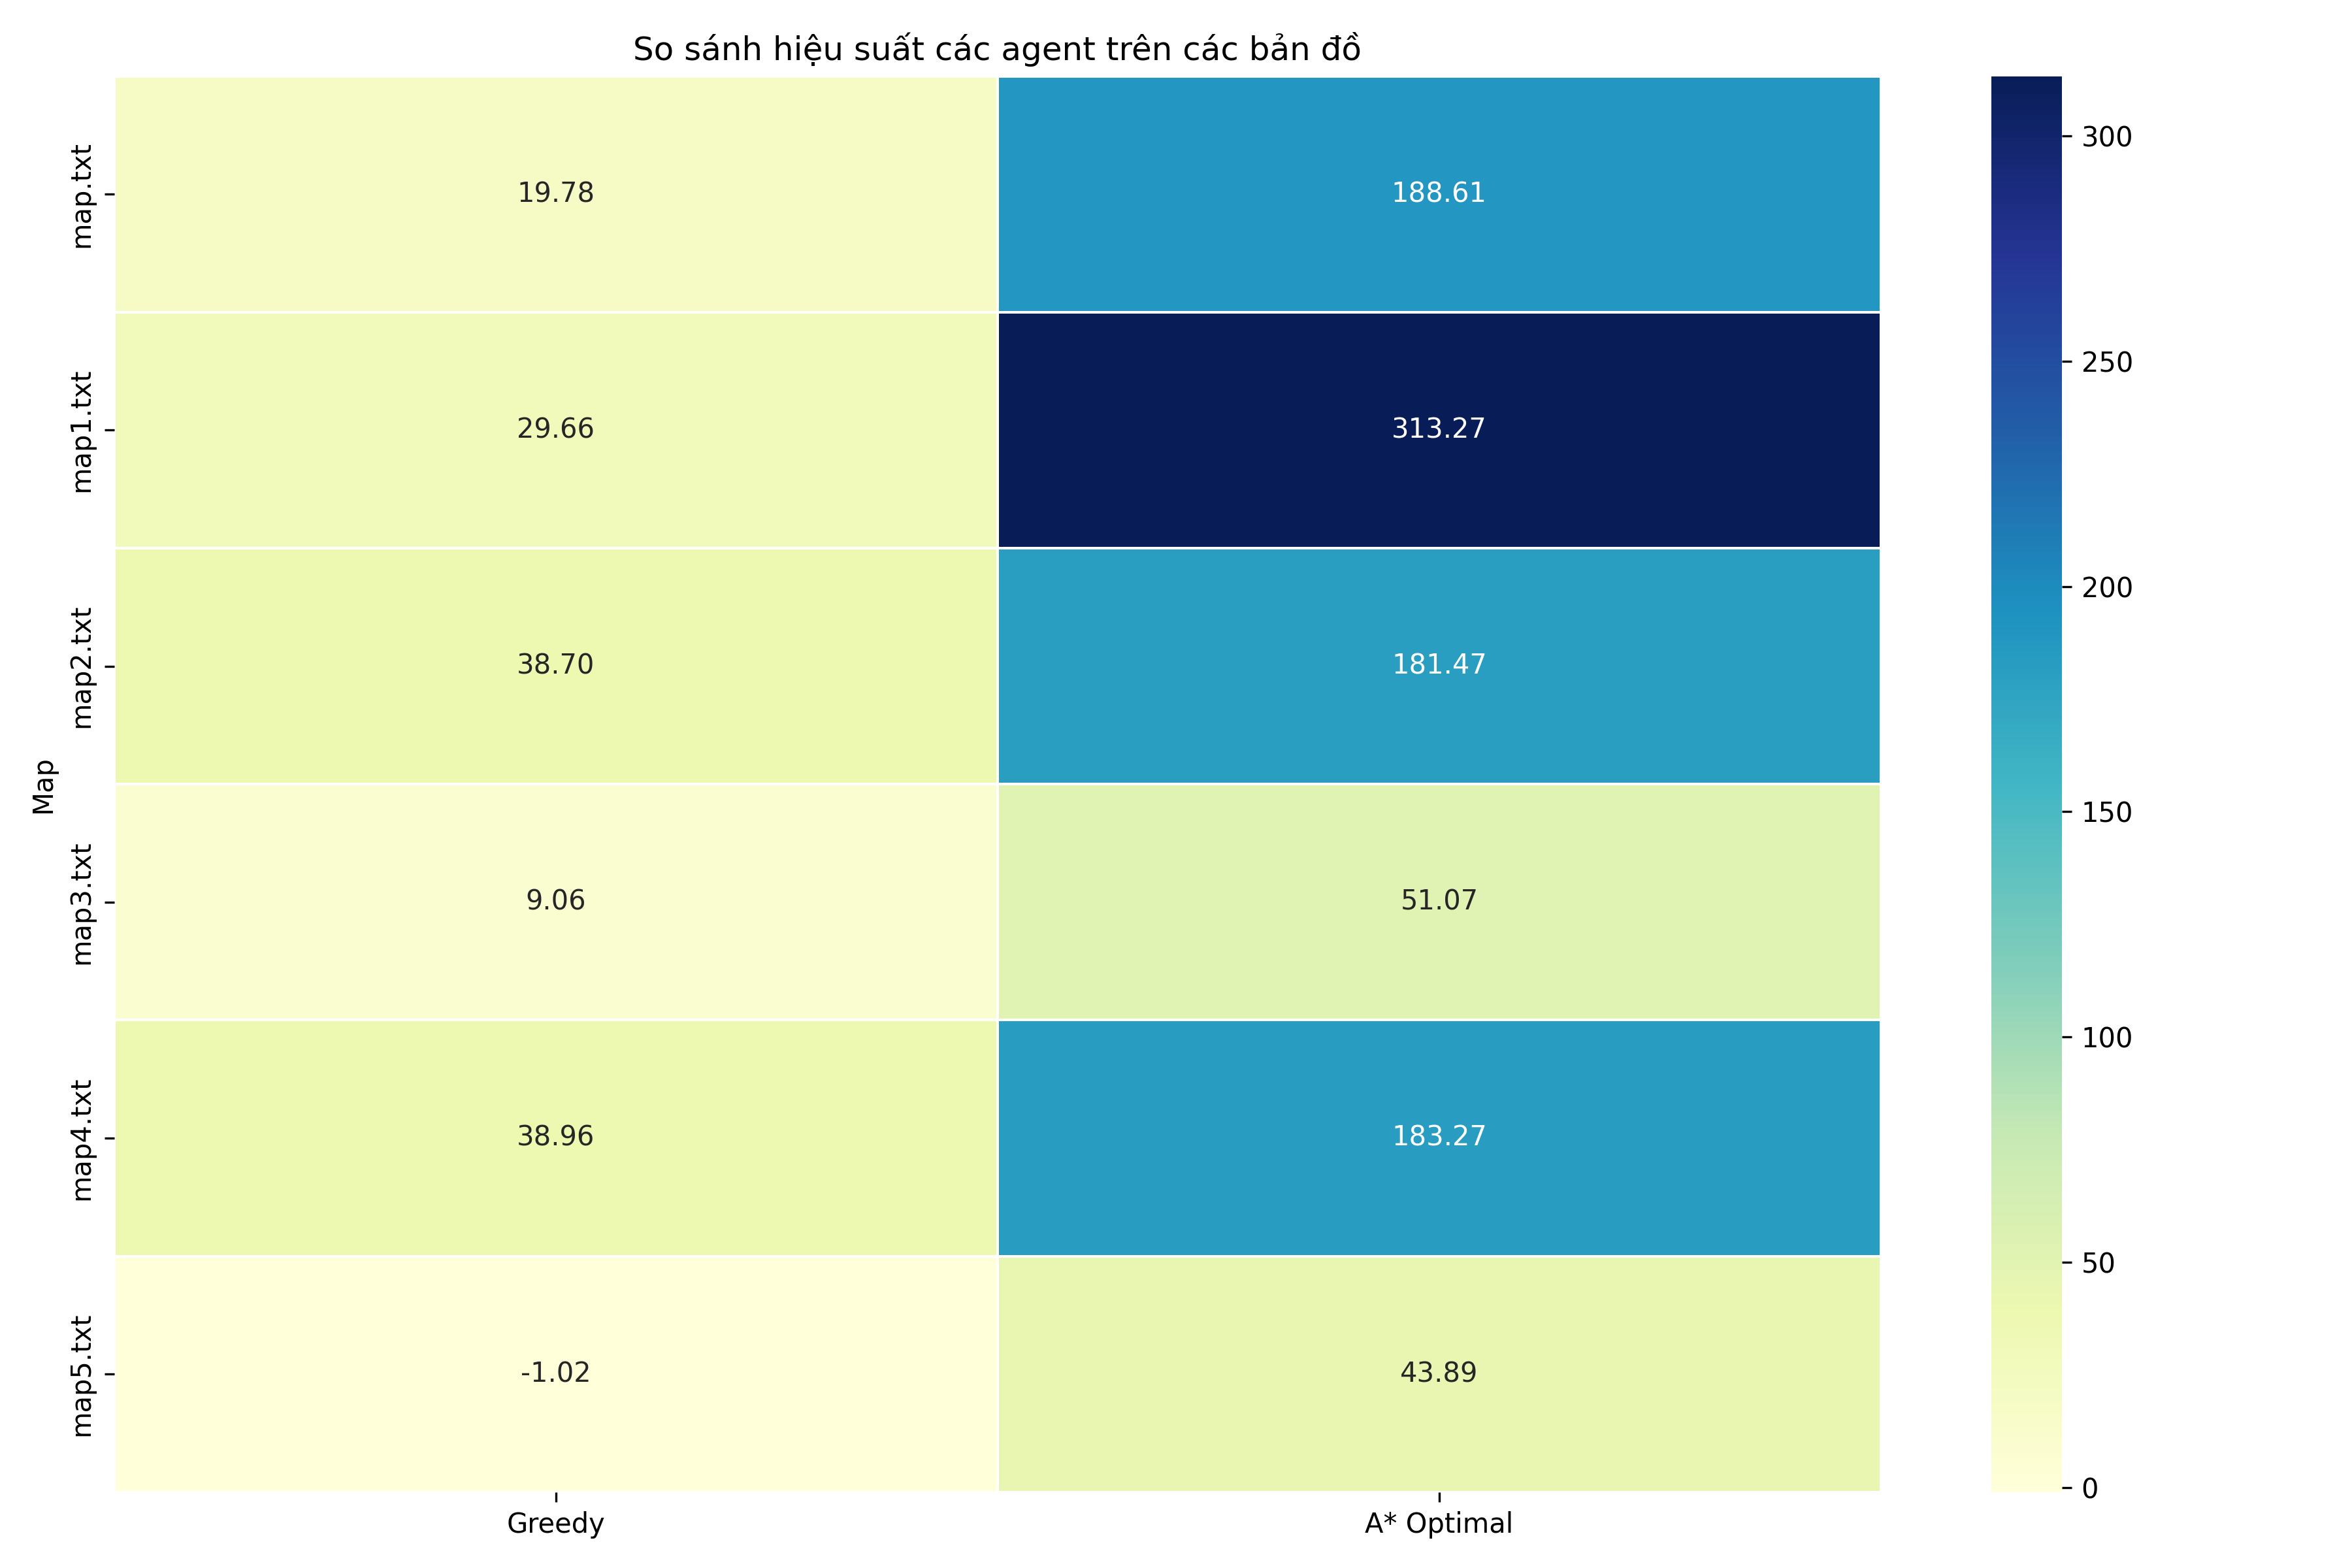 So sánh hiệu suất các agent trên các bản đồ
Map
map.txt
19.78
188.61
map1.txt
29.66
313.27
map2.txt
38.70
181.47
map3.txt
9.06
51.07
map4.txt
38.96
183.27
map5.txt
-1.02
43.89
Greedy
A* Optimal
300
250
200
150
100
50
0